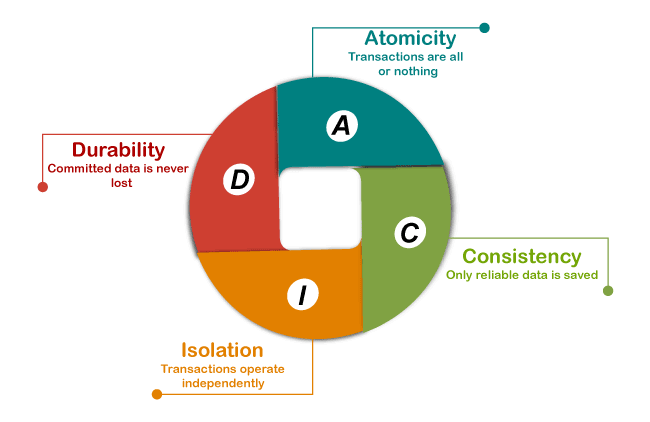 Atomicity
Transactions are all
or nothing
A
Durability
Committed data is never
lost
D
C
Consistency
Only reliable data is saved
I
Isolation
Transactions operate
independently